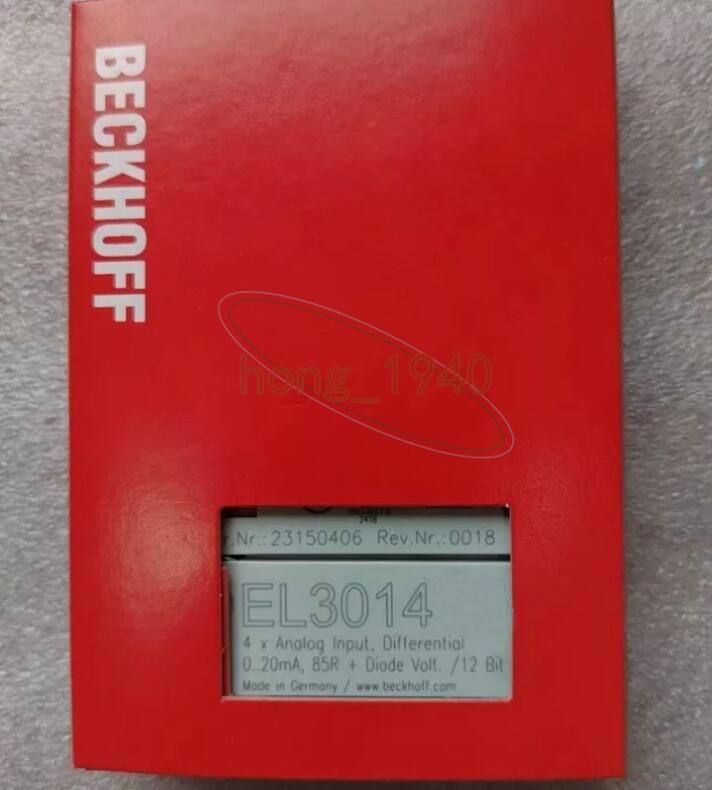 BECKHOFF
hong_1940
r.Nr.:23150406 Rev.Nr.:0018
EL3014
4 x Analog Input, Differential
0..20mA, 85R + Diode Volt. /12 Bit
Made in Germany / www.beckhoff.com